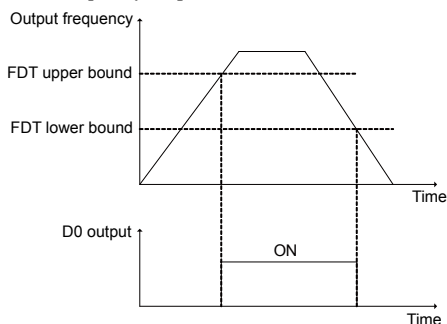 Output frequency
FDT upper bound
FDT lower bound
Time
D0 output
ON
Time